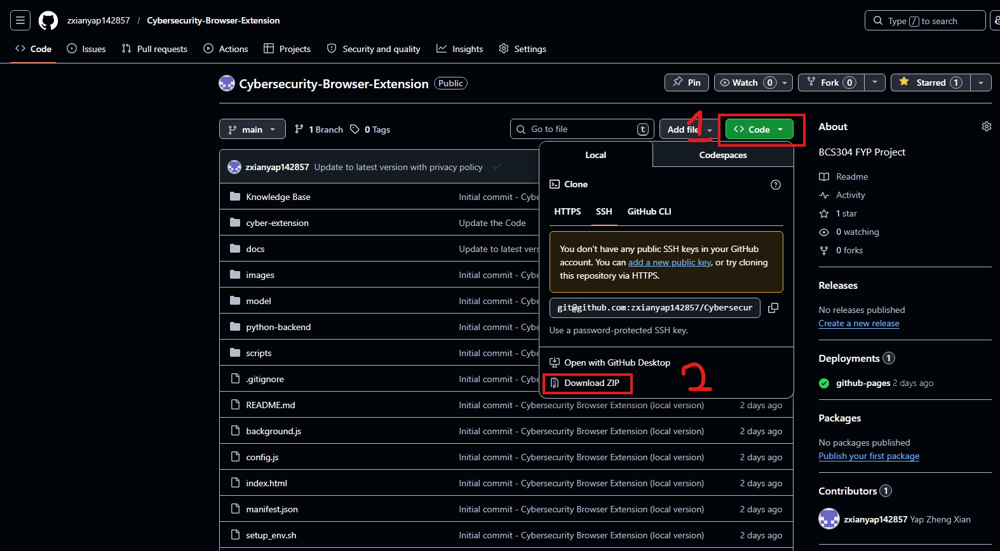 zxianyap142857 / Cybersecurity-Browser-Extension
Type / to search
Code Issues Pull requests Actions Projects Security and quality Insights Settings
Cybersecurity-Browser-Extension Public
Pin Watch 0 Fork 0 Starred 1
main 1 Branch 0 Tags
Go to file t
Add file 1 Code
Local Codespaces
Clone
HTTPS SSH GitHub CLI
You don't have any public SSH keys in your GitHub
account. You can add a new public key, or try cloning
this repository via HTTPS.
git@github.com:zxianyap142857/Cybersecur
Use a password-protected SSH key.
Open with GitHub Desktop
Download ZIP 2
zxianyap142857 Update to latest version with privacy policy
Knowledge Base Initial commit - Cybe
cyber-extension Update the Code
docs Update to latest vers
images Initial commit - Cybe
model Initial commit - Cybe
python-backend Initial commit - Cybe
scripts Initial commit - Cybe
.gitignore Initial commit - Cybe
README.md Initial commit - Cybersecurity Browser Extension (local version) 2 days ago
background.js Initial commit - Cybersecurity Browser Extension (local version) 2 days ago
config.js Initial commit - Cybersecurity Browser Extension (local version) 2 days ago
index.html Initial commit - Cybersecurity Browser Extension (local version) 2 days ago
manifest.json Initial commit - Cybersecurity Browser Extension (local version) 2 days ago
setup_env.sh Initial commit - Cybersecurity Browser Extension (local version) 2 days ago
About
BCS304 FYP Project
Readme
Activity
1 star
0 watching
0 forks
Releases
No releases published
Create a new release
Deployments 1
github-pages 2 days ago
Packages
No packages published
Publish your first package
Contributors 1
zxianyap142857 Yap Zheng Xian